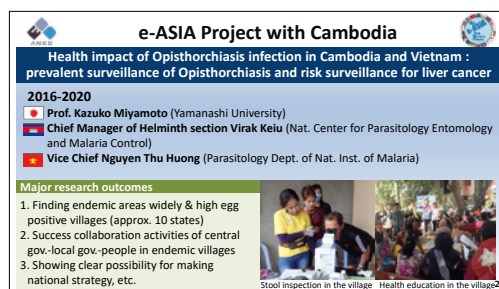 e-ASIA Project with Cambodia
AMED
Health impact of Opisthorchiasis infection in Cambodia and Vietnam :
prevalent surveillance of Opisthorchiasis and risk surveillance for liver cancer
2016-2020
Prof. Kazuko Miyamoto (Yamanashi University)
Chief Manager of Helminth section Virak Keiu (Nat. Center for Parasitology Entomology
and Malaria Control)
Vice Chief Nguyen Thu Huong (Parasitology Dept. of Nat. Inst. of Malaria)
Major research outcomes
1. Finding endemic areas widely & high egg
positive villages (approx. 10 states)
2. Success collaboration activities of central
gov.-local gov.-people in endemic villages
3. Showing clear possibility for making
national strategy, etc.
Stool inspection in the village
Health education in the village